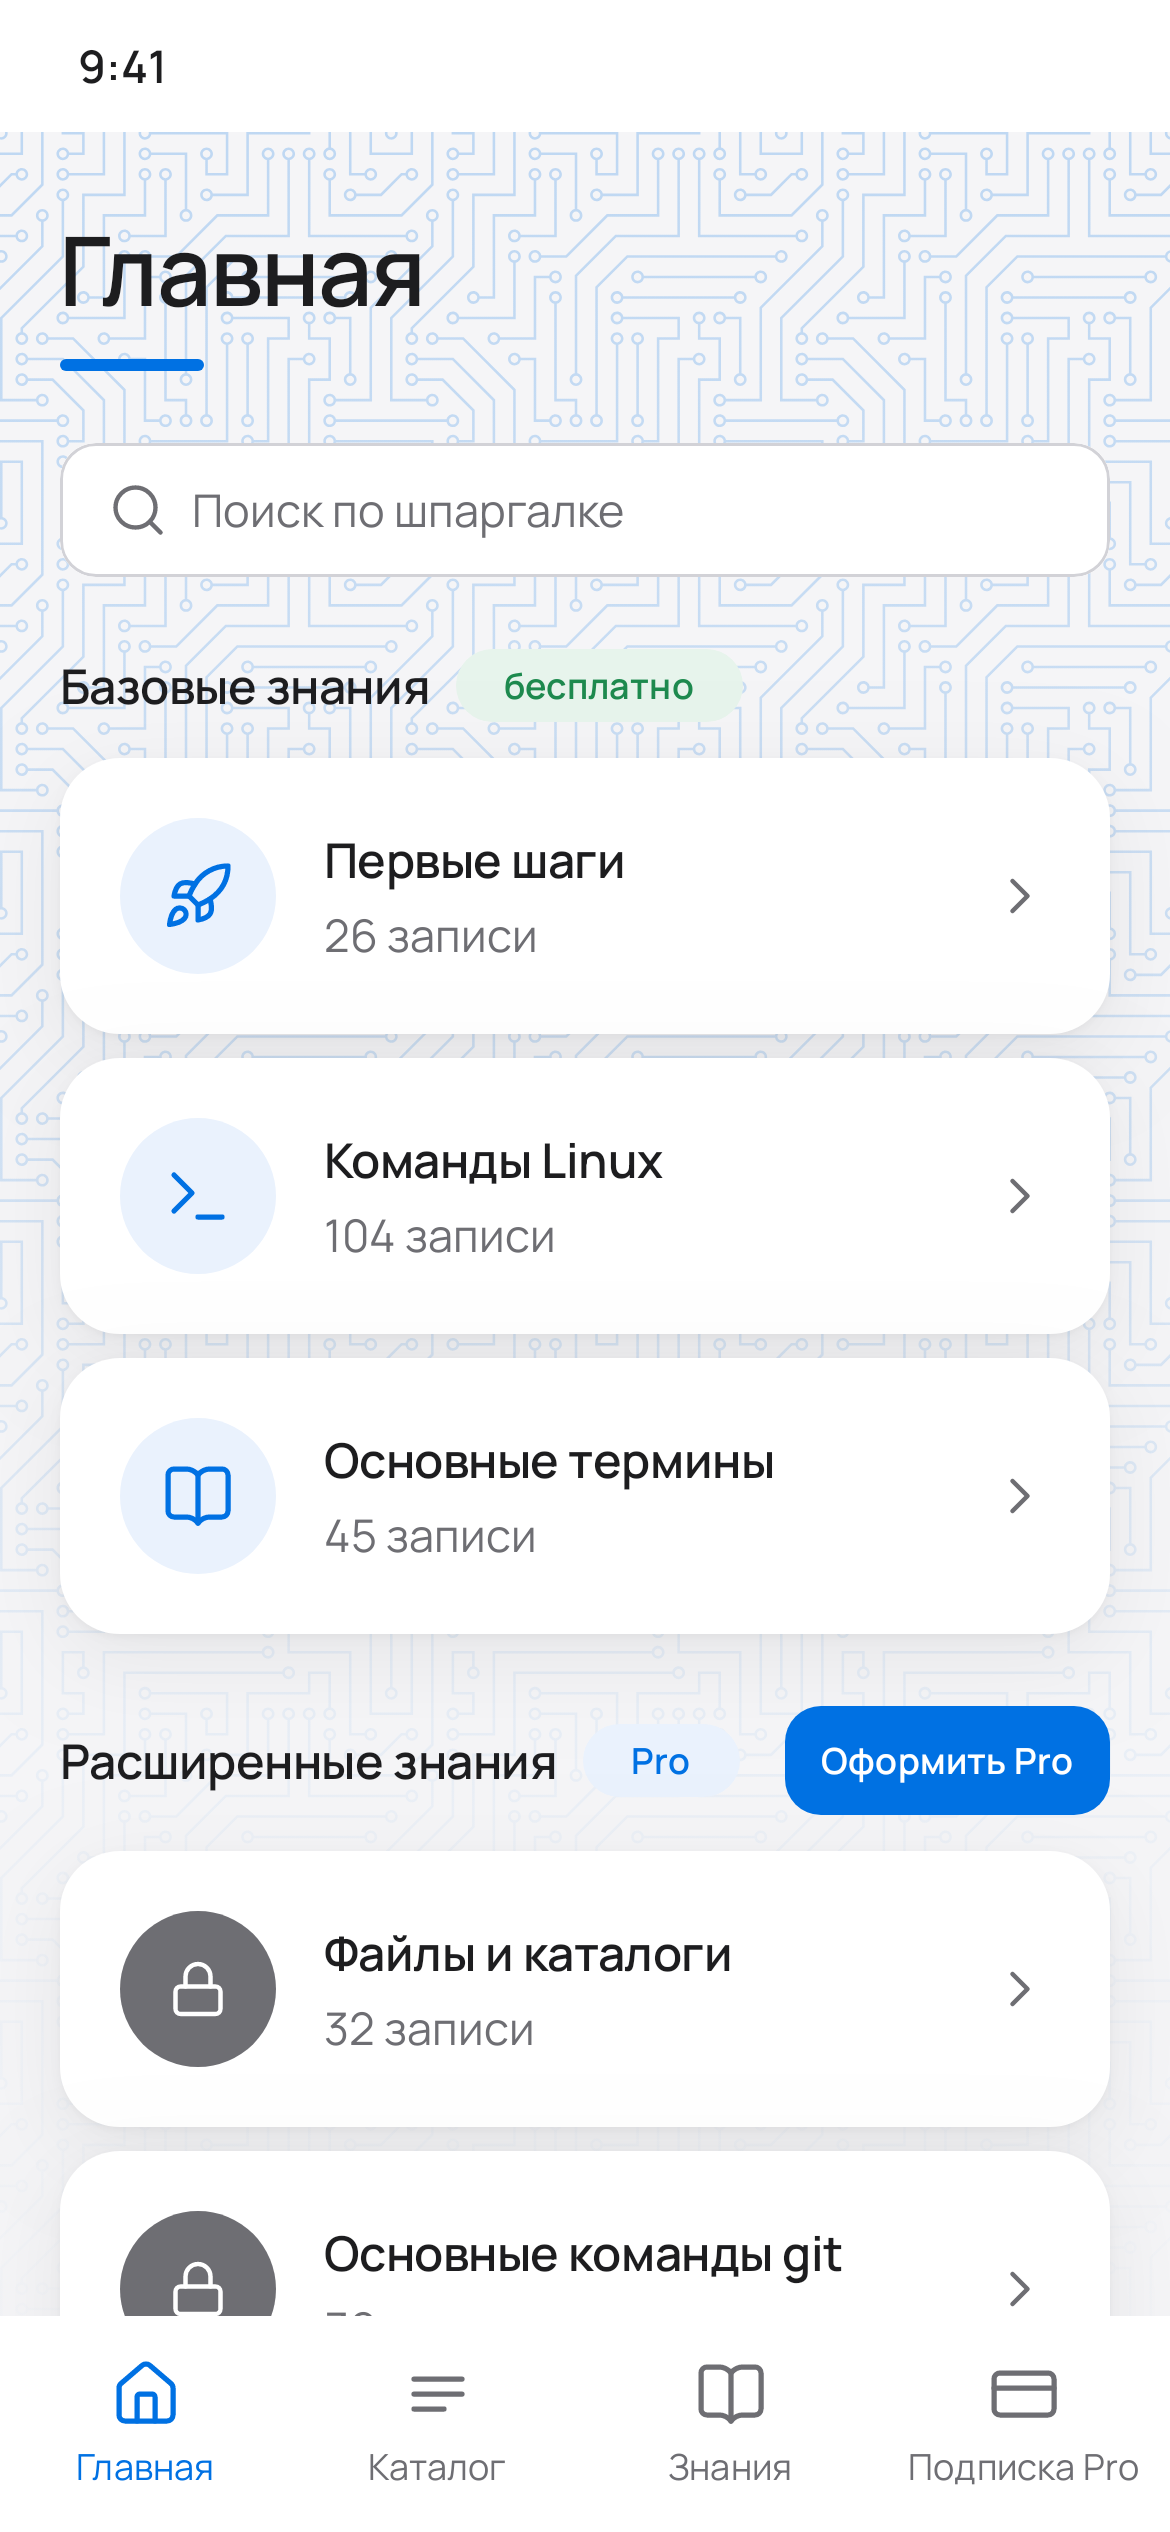 9:41
Главная
Поиск по шпаргалке
Базовые знания бесплатно
Первые шаги
26 записи
Команды Linux
104 записи
Основные термины
45 записи
Расширенные знания Pro Оформить Pro
Файлы и каталоги
32 записи
Основные команды git
Главная Каталог Знания Подписка Pro